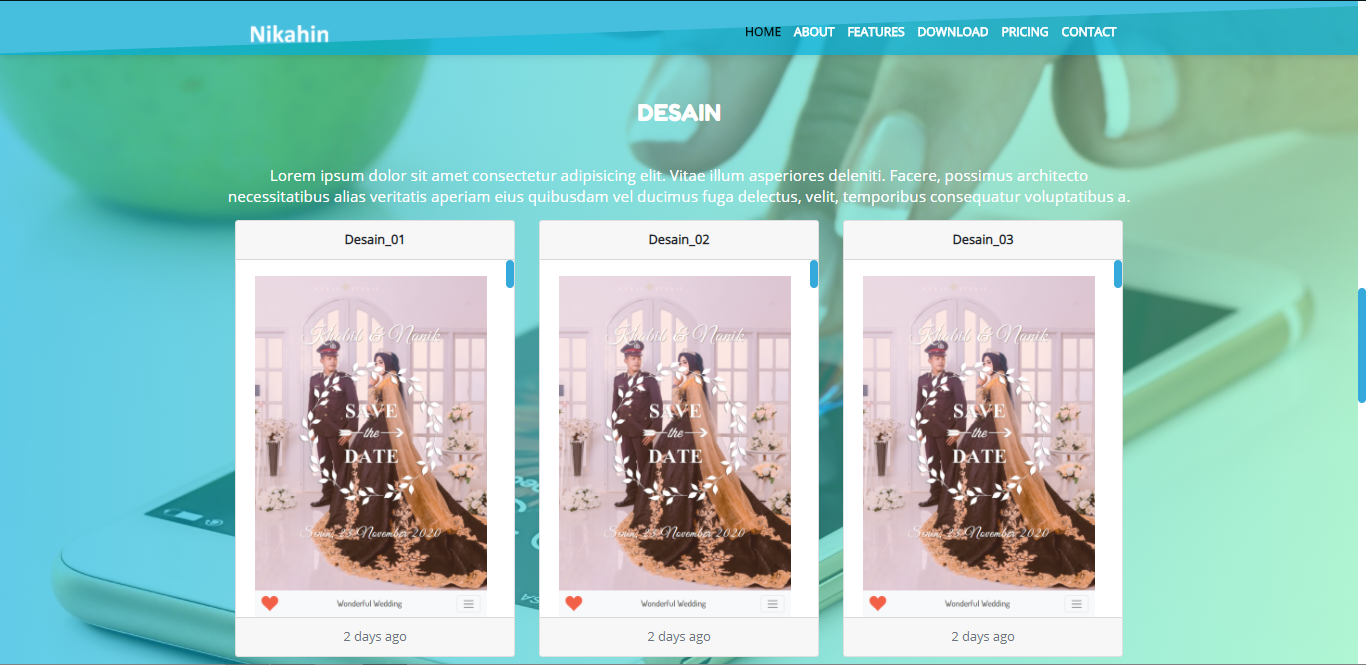 Nikahin
HOME ABOUT FEATURES DOWNLOAD PRICING CONTACT
DESAIN
Lorem ipsum dolor sit amet consectetur adipisicing elit. Vitae illum asperiores deleniti. Facere, possimus architecto
necessitatibus alias veritatis aperiam eius quibusdam vel ducimus fuga delectus, velit, temporibus consequatur voluptatibus a.
Desain_01
Khabib & Nanik
SAVE
the
DATE
Senin, 23 November 2020
Wonderful Wedding
2 days ago
Desain_02
Khabib & Nanik
SAVE
the
DATE
Senin, 23 November 2020
Wonderful Wedding
2 days ago
Desain_03
Khabib & Nanik
SAVE
the
DATE
Senin, 23 November 2020
Wonderful Wedding
2 days ago